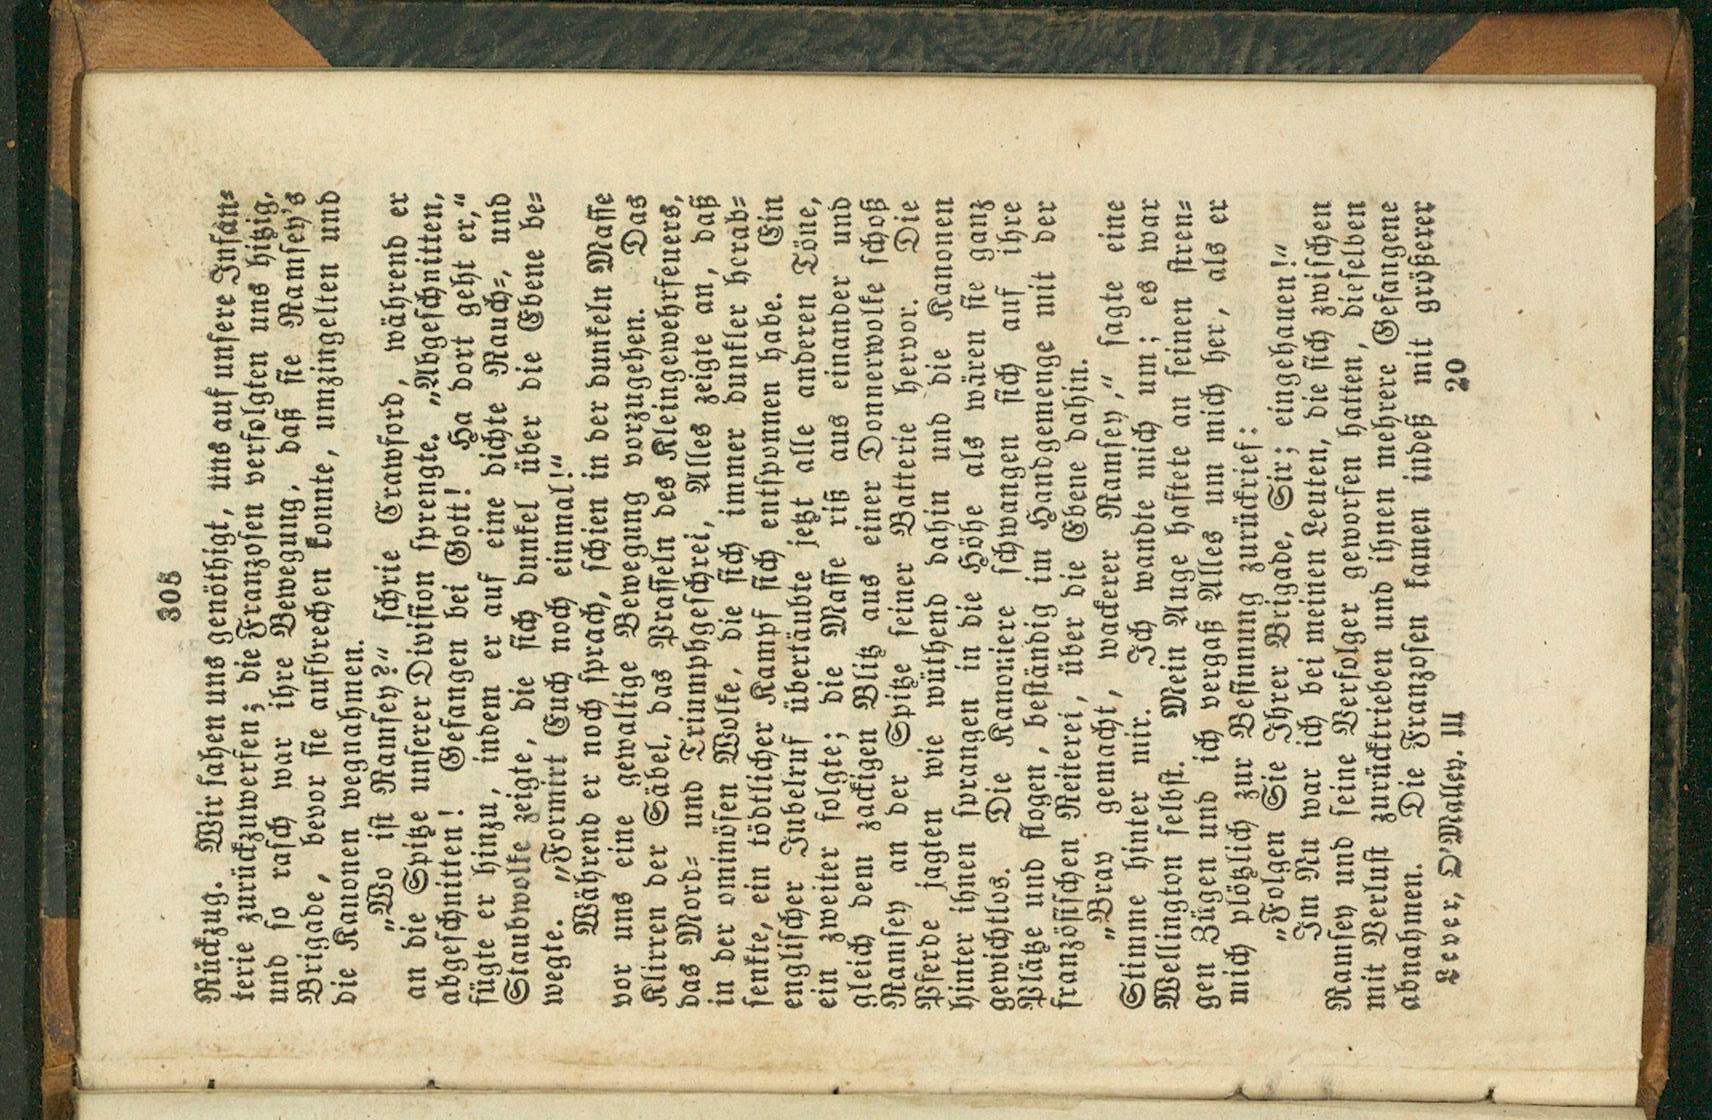 305
Rückzug. Wir sahen uns genöthigt, uns auf unsere Infan-
terie zurückzuwerfen; die Franzosen verfolgten uns hitzig,
und so rasch war ihre Bewegung, daß sie Ramsey's
Brigade, bevor sie aufbrechen konnte, umzingelten und
die Kanonen wegnahmen.
„Wo ist Ramsey?“ schrie Crawford, während er
an die Spitze unserer Division sprengte. „Abgeschnitten,
abgeschnitten! Gefangen bei Gott! Ha dort geht er,“
fügte er hinzu, indem er auf eine dichte Rauch-, und
Staubwolke zeigte, die sich dunkel über die Ebene be-
wegte. „Formirt Euch noch einmal!“
Während er noch sprach, schien in der dunkeln Masse
vor uns eine gewaltige Bewegung vorzugehen. Das
Klirren der Säbel, das Prasseln des Kleingewehrfeuers,
das Mord- und Triumphgeschrei, Alles zeigte an, daß
in der ominösen Wolke, die sich immer dunkler herab-
senkte, ein tödtlicher Kampf sich entsponnen habe. Ein
englischer Jubelruf übertäubte jetzt alle anderen Töne,
ein zweiter folgte; die Masse riß aus einander und
gleich dem zackigen Blitz aus einer Donnerwolke schoß
Ramsey an der Spitze seiner Batterie hervor. Die
Pferde jagten wie wüthend dahin und die Kanonen
hinter ihnen sprangen in die Höhe als wären sie ganz
gewichtlos. Die Kanoniere schwangen sich auf ihre
Plätze und flogen, beständig im Handgemenge mit der
französischen Reiterei, über die Ebene dahin.
„Brav gemacht, wackerer Ramsey,“ sagte eine
Stimme hinter mir. Ich wandte mich um; es war
Wellington selbst. Mein Auge haftete an seinen stren-
gen Zügen und ich vergaß Alles um mich her, als er
mich plötzlich zur Besinnung zurückrief:
„Folgen Sie Ihrer Brigade, Sir; eingehauen!“
Im Nu war ich bei meinen Leuten, die sich zwischen
Ramsey und seine Verfolger geworfen hatten, dieselben
mit Verlust zurücktrieben und ihnen mehrere Gefangene
abnahmen. Die Franzosen kamen indeß mit größerer
Lever, O'Malley. III 20